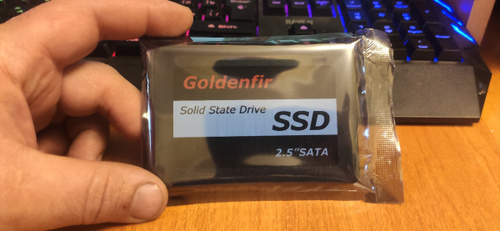 Goldenfir
Solid State Drive
SSD
2.5"SATA